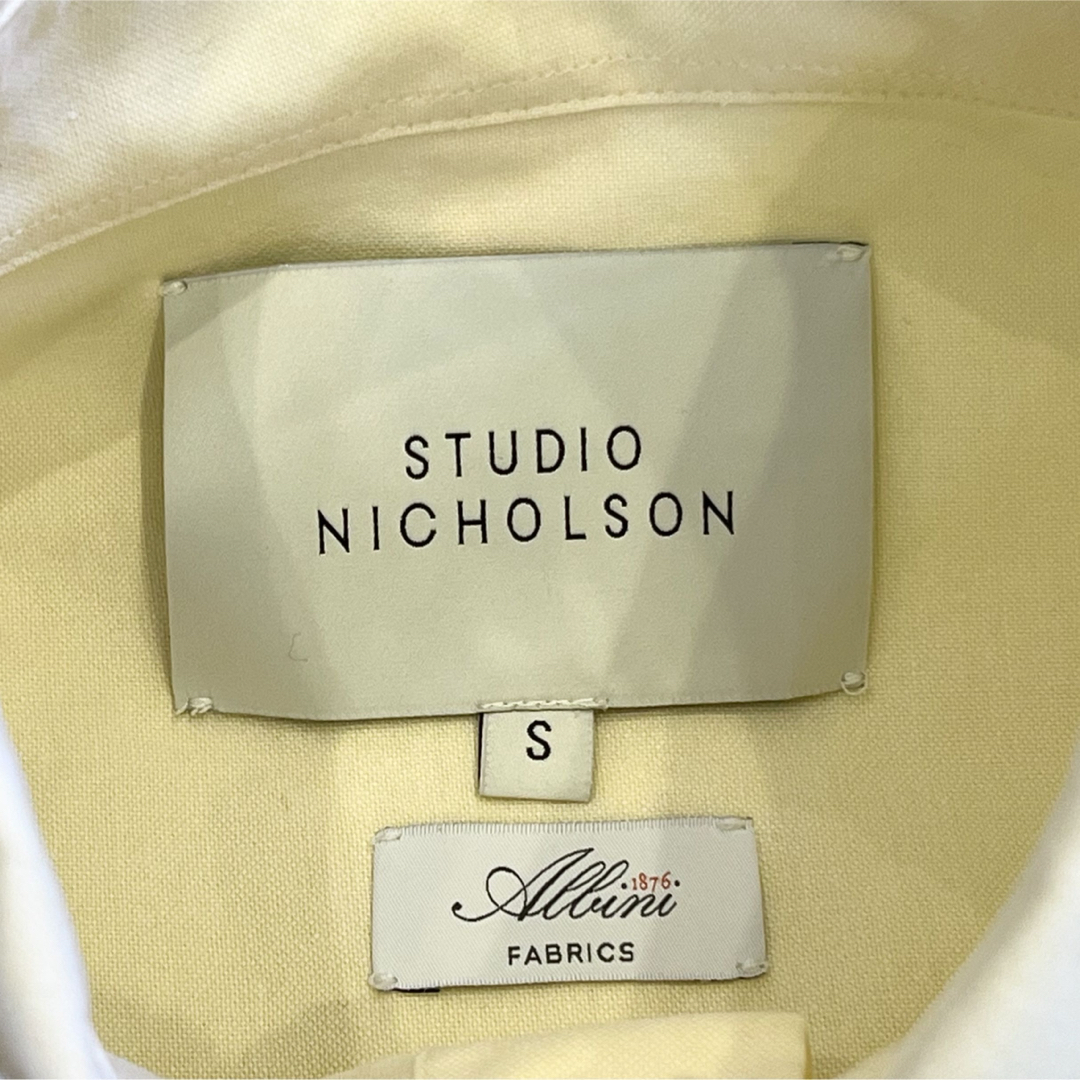 STUDIO
NICHOLSON
S
1876
Albini
FABRICS